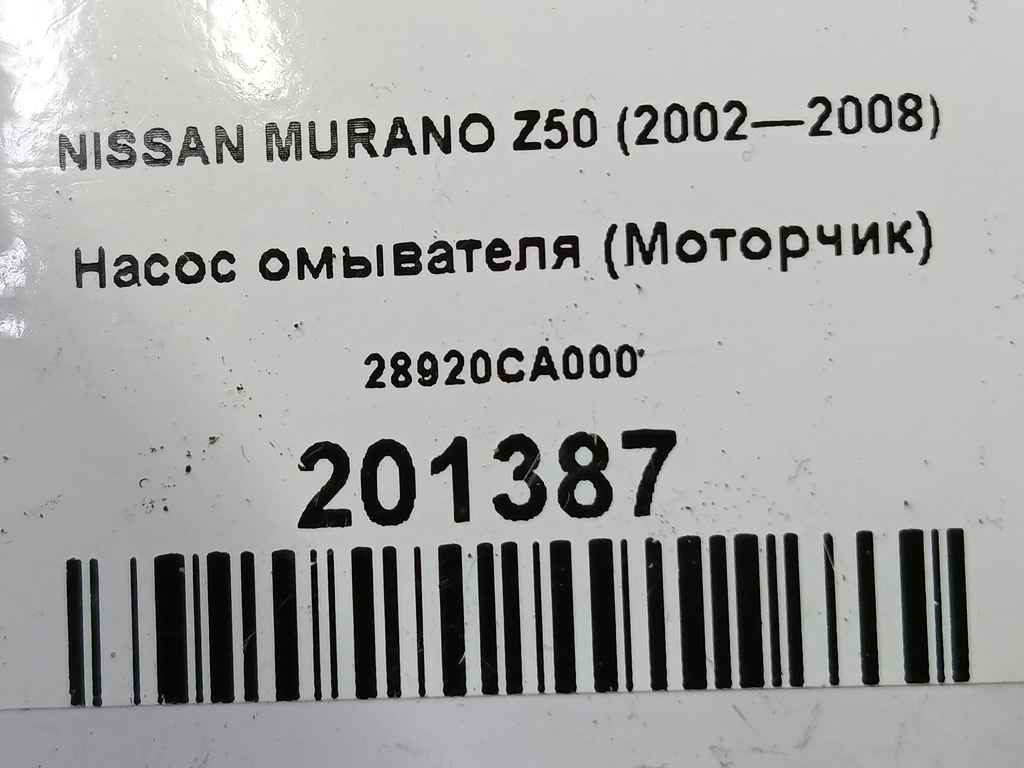 NISSAN MURANO Z50 (2002—2008)
Насос омывателя (Моторчик)
28920CA000
201387